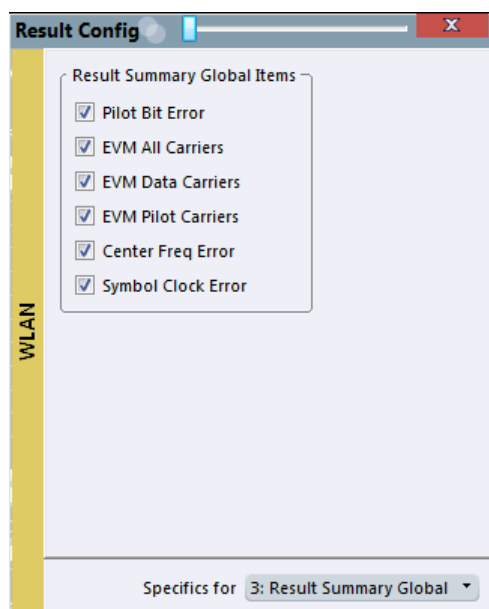 Result Config
X
Result Summary Global Items
Pilot Bit Error
EVM All Carriers
EVM Data Carriers
EVM Pilot Carriers
Center Freq Error
Symbol Clock Error
WLAN
Specifics for 3: Result Summary Global